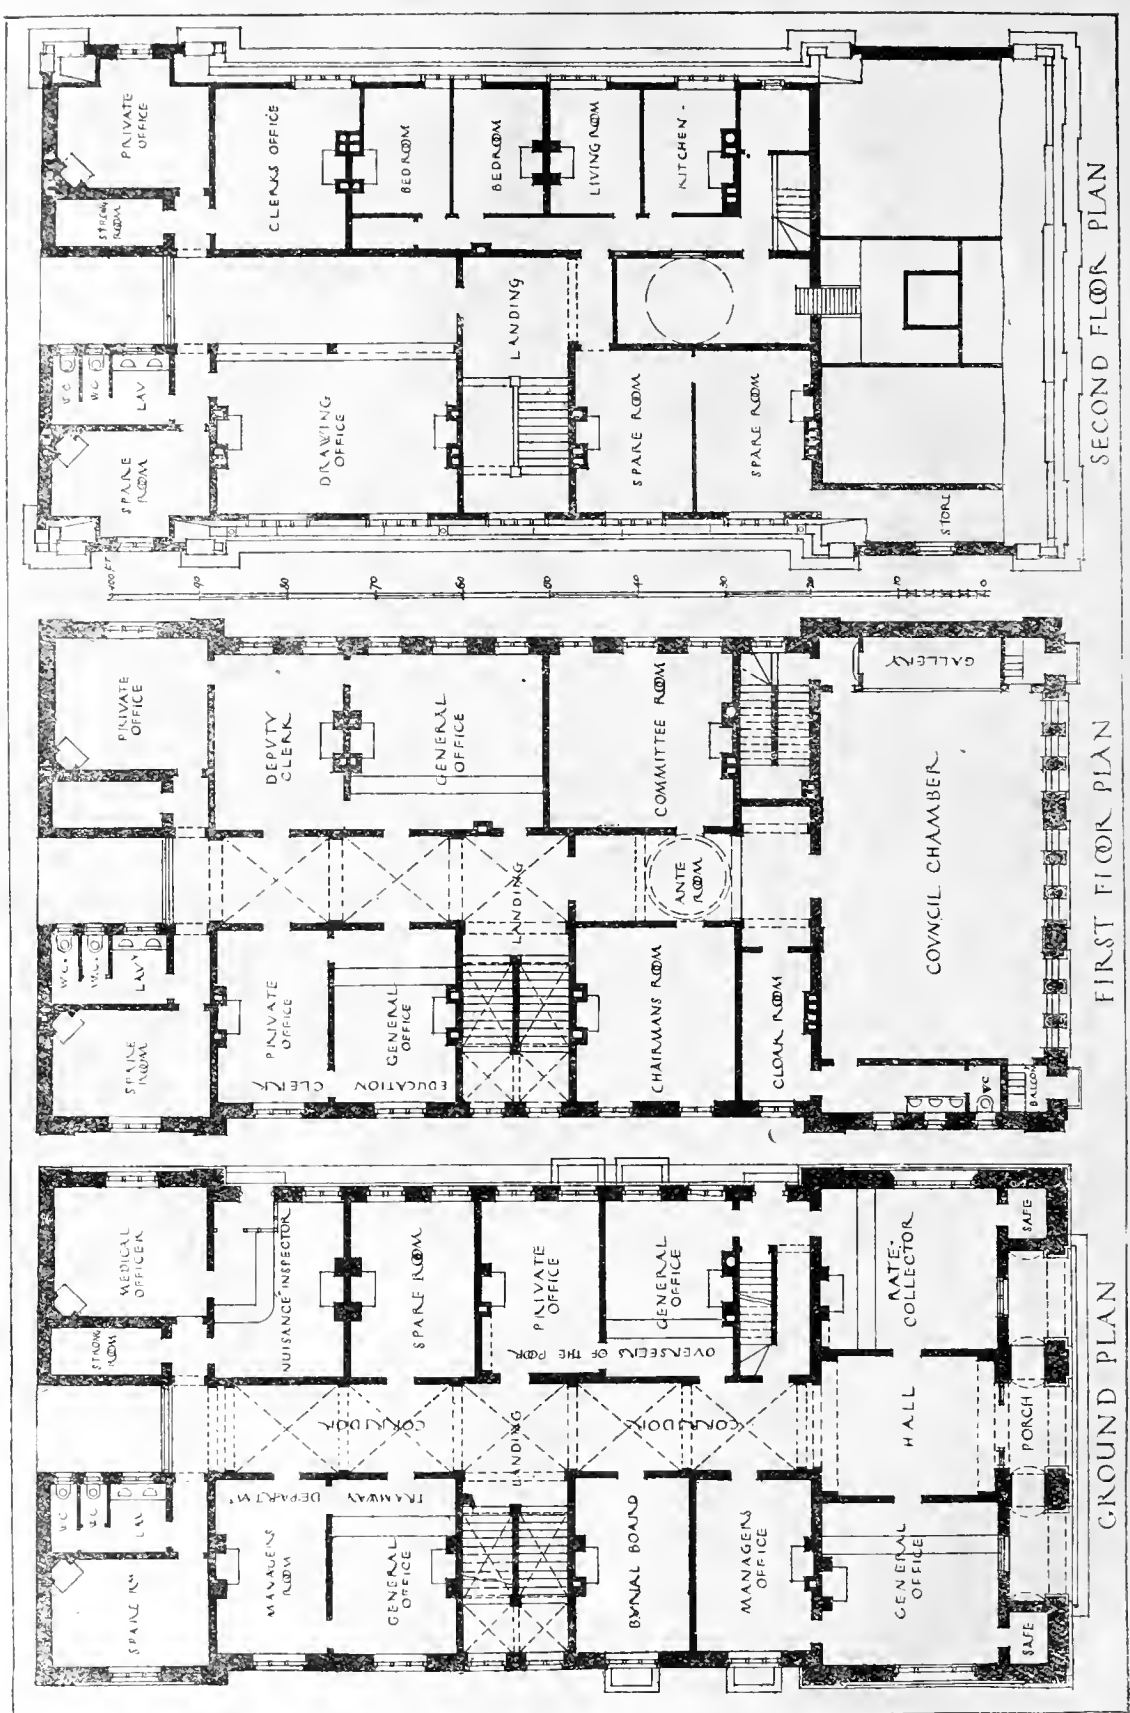 GROUND PLAN
SPARE RM
W.C
W.C
LAV
STRONG
ROOM
MEDICAL
OFFICER
MANAGERS
ROOM
TRAMWAY DEPARTMT
GENERAL
OFFICE
CORRIDOR
NUISANCE INSPECTOR
SPARE ROOM
LANDING
PRIVATE
OFFICE
OVERSEERS OF THE POOR
GENERAL
OFFICE
BURIAL BOARD
CORRIDOR
MANAGERS
OFFICE
GENERAL
OFFICE
HALL
RATE-
COLLECTOR
SAFE
PORCH
SAFE
FIRST FLOOR PLAN
SPARE
ROOM
W.C.
W.C.
LAVY
PRIVATE
OFFICE
PRIVATE
OFFICE
EDUCATION CLERK
GENERAL
OFFICE
DEPUTY
CLERK
GENERAL
OFFICE
LANDING
CHAIRMANS ROOM
ANTE
ROOM
COMMITTEE ROOM
CLOAK ROOM
COUNCIL CHAMBER
GALLERY
WC
BALCONY
100 FT
90
80
70
60
50
40
30
20
10
0
SECOND FLOOR PLAN
SPARE
ROOM
W.C
W.C
LAV
STRONG
ROOM
PRIVATE
OFFICE
DRAWING
OFFICE
CLERKS OFFICE
BEDROOM
BEDROOM
LANDING
LIVING ROOM
KITCHEN-
SPARE ROOM
SPARE ROOM
STORE